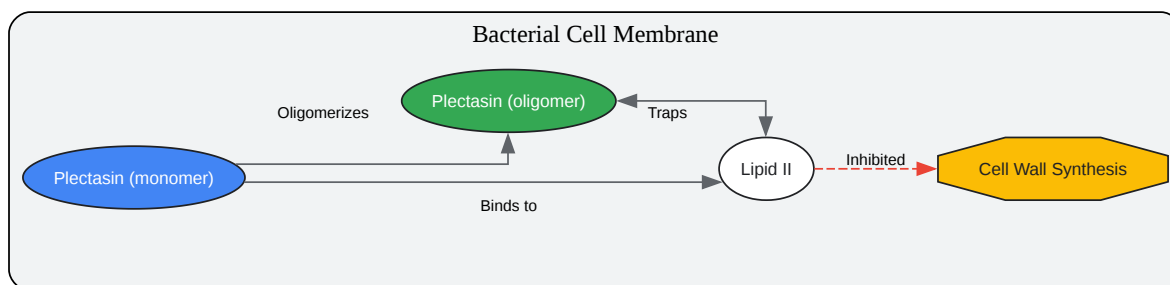 Bacterial Cell Membrane
Plectasin (oligomer)
Oligomerizes
Traps
Plectasin (monomer)
Lipid II
Inhibited
Cell Wall Synthesis
Binds to